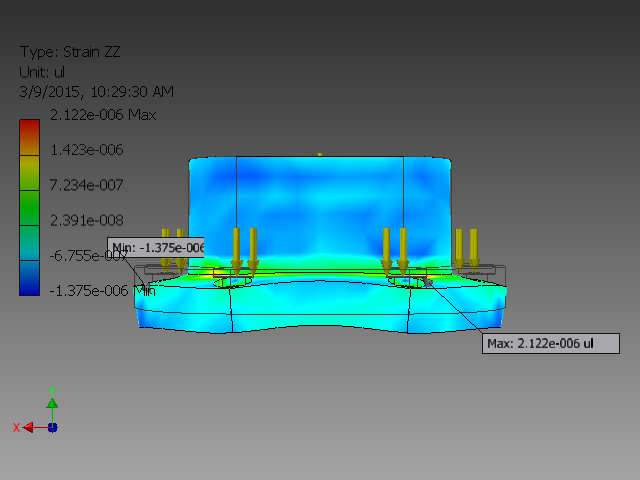 Type: Strain ZZ
Unit: ul
3/9/2015, 10:29:30 AM
2.122e-006 Max
1.423e-006
7.234e-007
2.391e-008
Min: -1.375e-006
-6.755e-007
-1.375e-006 Min
Max: 2.122e-006 ul
Y
X